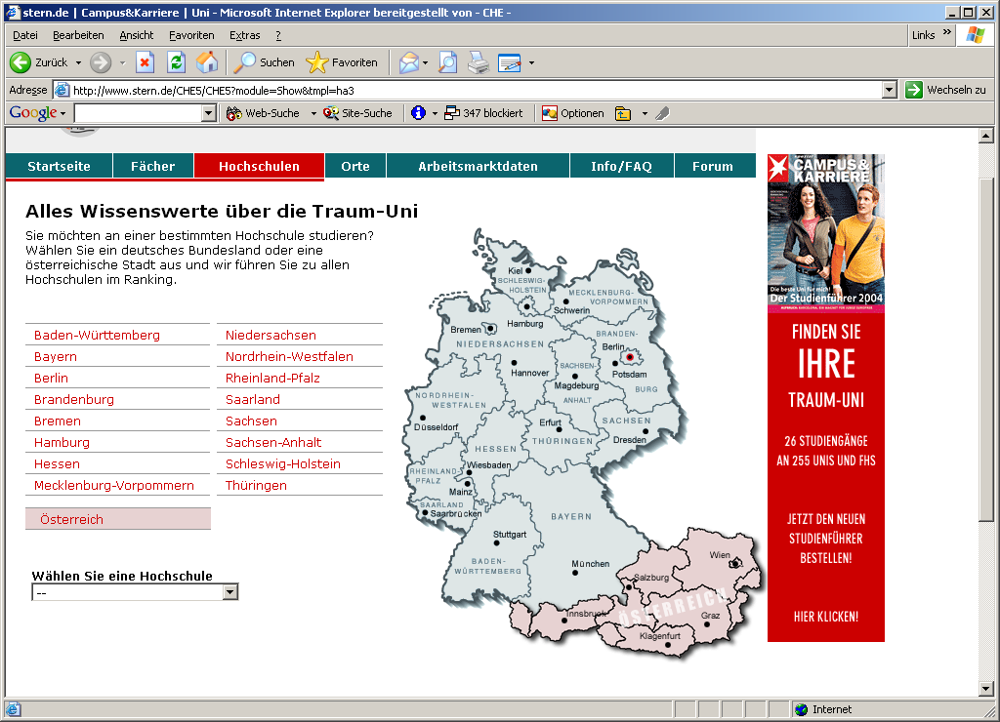 stern.de | Campus&Karriere | Uni - Microsoft Internet Explorer bereitgestellt von - CHE -
Datei Bearbeiten Ansicht Favoriten Extras ? Links »
Zurück Suchen Favoriten
Adresse http://www.stern.de/CHE5/CHE5?module=Show&tmpl=ha3 Wechseln zu
Google Web-Suche Site-Suche 347 blockiert Optionen
Startseite Fächer Hochschulen Orte Arbeitsmarktdaten Info/FAQ Forum
Alles Wissenswerte über die Traum-Uni
Sie möchten an einer bestimmten Hochschule studieren?
Wählen Sie ein deutsches Bundesland oder eine
österreichische Stadt aus und wir führen Sie zu allen
Hochschulen im Ranking.
Baden-Württemberg Niedersachsen
Bayern Nordrhein-Westfalen
Berlin Rheinland-Pfalz
Brandenburg Saarland
Bremen Sachsen
Hamburg Sachsen-Anhalt
Hessen Schleswig-Holstein
Mecklenburg-Vorpommern Thüringen
Österreich
Wählen Sie eine Hochschule
--
Kiel
SCHLESWIG-
HOLSTEIN
MECKLENBURG-
VORPOMMERN
Schwerin
Hamburg
Bremen
NIEDERSACHSEN
BRANDEN-
Berlin
Hannover
SACHSEN-
Potsdam
Magdeburg
BURG
ANHALT
NORDRHEIN-
WESTFALEN
Düsseldorf
Erfurt
SACHSEN
THÜRINGEN
Dresden
HESSEN
Wiesbaden
RHEINLAND-
PFALZ
Mainz
SAARLAND
Saarbrücken
BAYERN
Stuttgart
BADEN-
WÜRTTEMBERG
München
Wien
Salzburg
ÖSTERREICH
Innsbruck
Graz
Klagenfurt
CAMPUS
& KARRIERE
Die beste Uni für mich!
Der Studienführer 2004
FINDEN SIE
IHRE
TRAUM-UNI
26 STUDIENGÄNGE
AN 255 UNIS UND FHS
JETZT DEN NEUEN
STUDIENFÜHRER
BESTELLEN!
HIER KLICKEN!
Internet